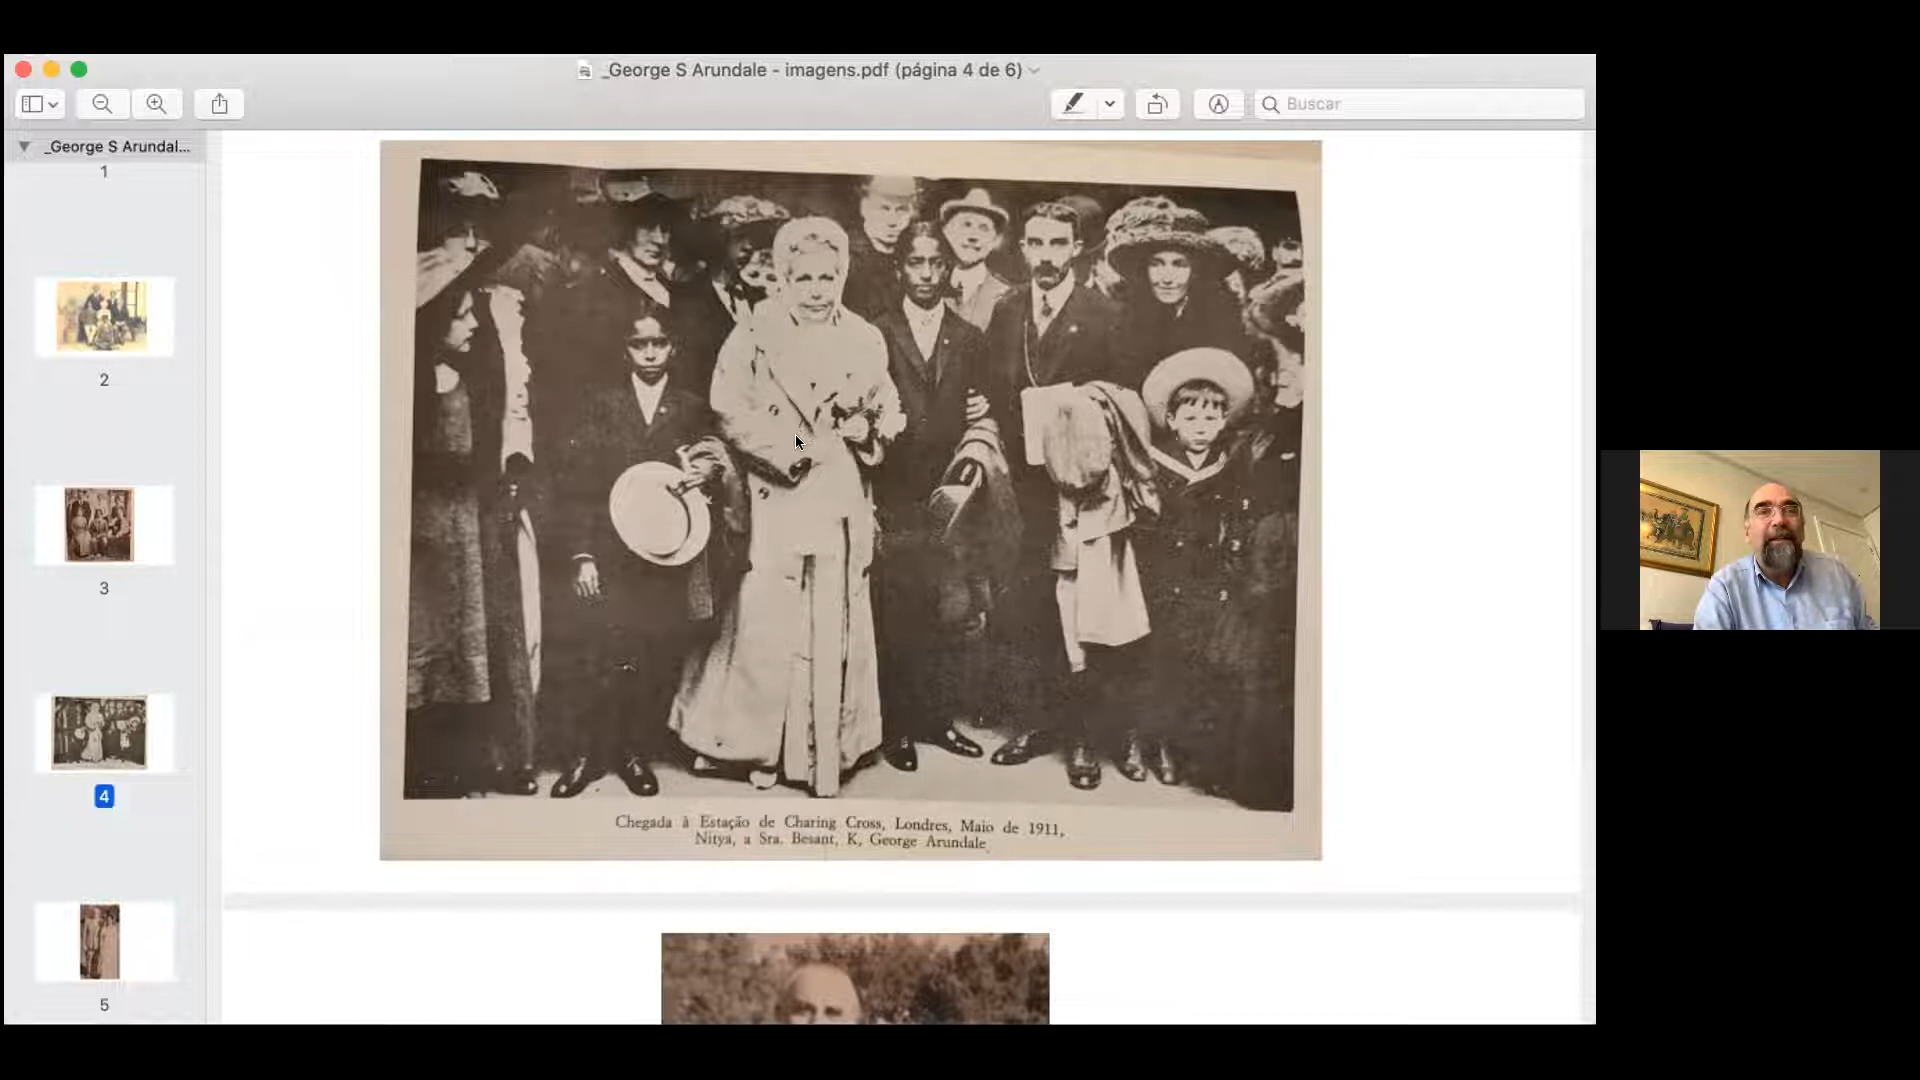 _George S Arundale - imagens.pdf (página 4 de 6)
Buscar
_George S Arundal...
1
2
3
4
5
Chegada à Estação de Charing Cross, Londres, Maio de 1911,
Nitya, a Sra. Besant, K, George Arundale